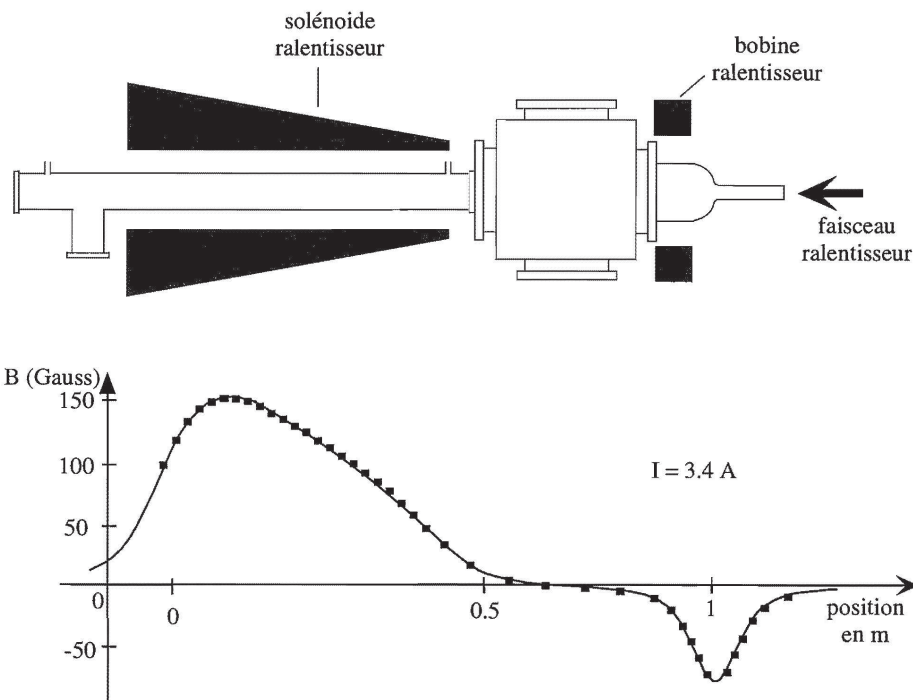 solénoide
ralentisseur
bobine
ralentisseur
faisceau
ralentisseur
B (Gauss)
150
100
50
0
-50
I = 3.4 A
0
0.5
1
position
en m